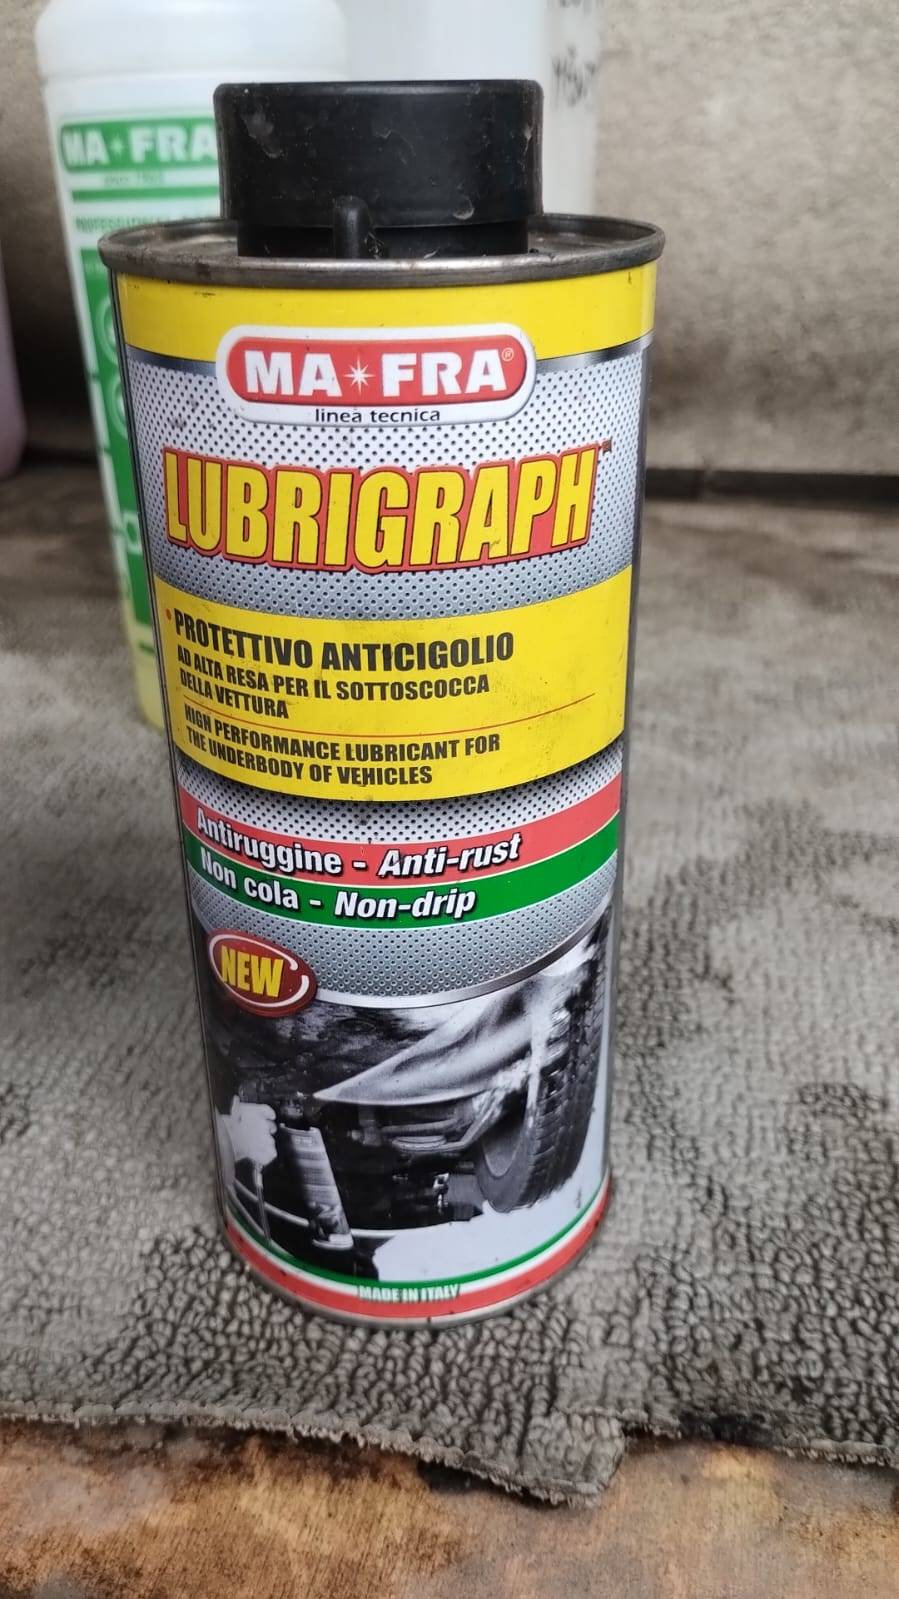 MA FRA
MA FRA®
linea tecnica
LUBRIGRAPH™
PROTETTIVO ANTICIGOLIO
AD ALTA RESA PER IL SOTTOSCOCCA
DELLA VETTURA
HIGH PERFORMANCE LUBRICANT FOR
THE UNDERBODY OF VEHICLES
Antiruggine - Anti-rust
Non cola - Non-drip
NEW
MADE IN ITALY